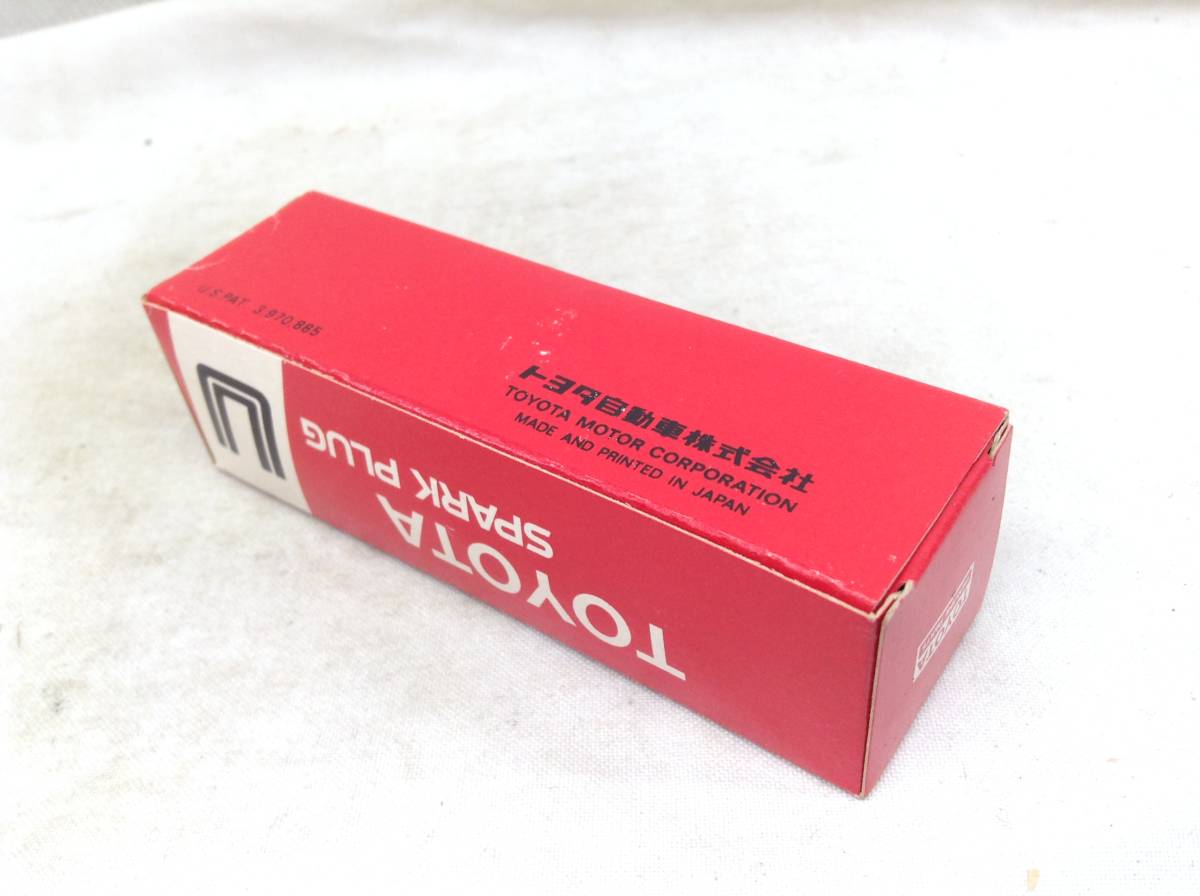 U.S.PAT 3,970,885
トヨタ自動車株式会社
TOYOTA MOTOR CORPORATION
MADE AND PRINTED IN JAPAN
TOYOTA
SPARK PLUG
TOYOTA